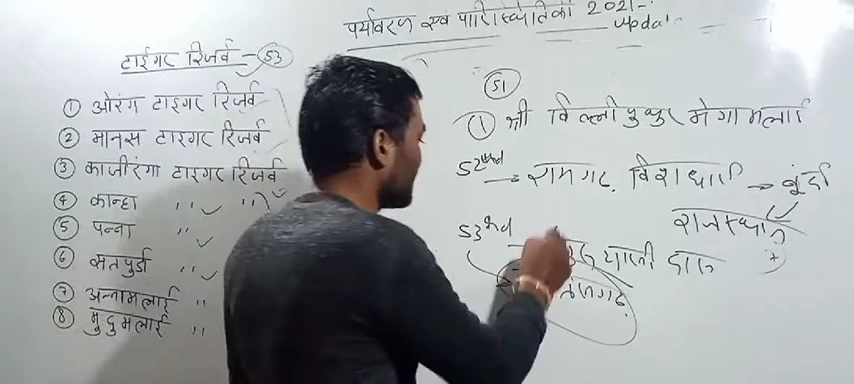 पर्यावरण एवं पारिस्थितिकी 2021-
टाईगर रिजर्व - 53
① ओरंग टाइगर रिजर्व
② मानस टाइगर रिजर्व
③ काजीरंगा टाइगर रिजर्व
④ कान्हा " "
⑤ पन्ना
⑥ सतपुड़ा "
⑦ अन्नामलाई "
⑧ मुदुमलाई "
51
① श्री विल्लीपुथुर मेगामलाई
52 → रामगढ़ विषधारी → बूंदी
राजस्थान
53